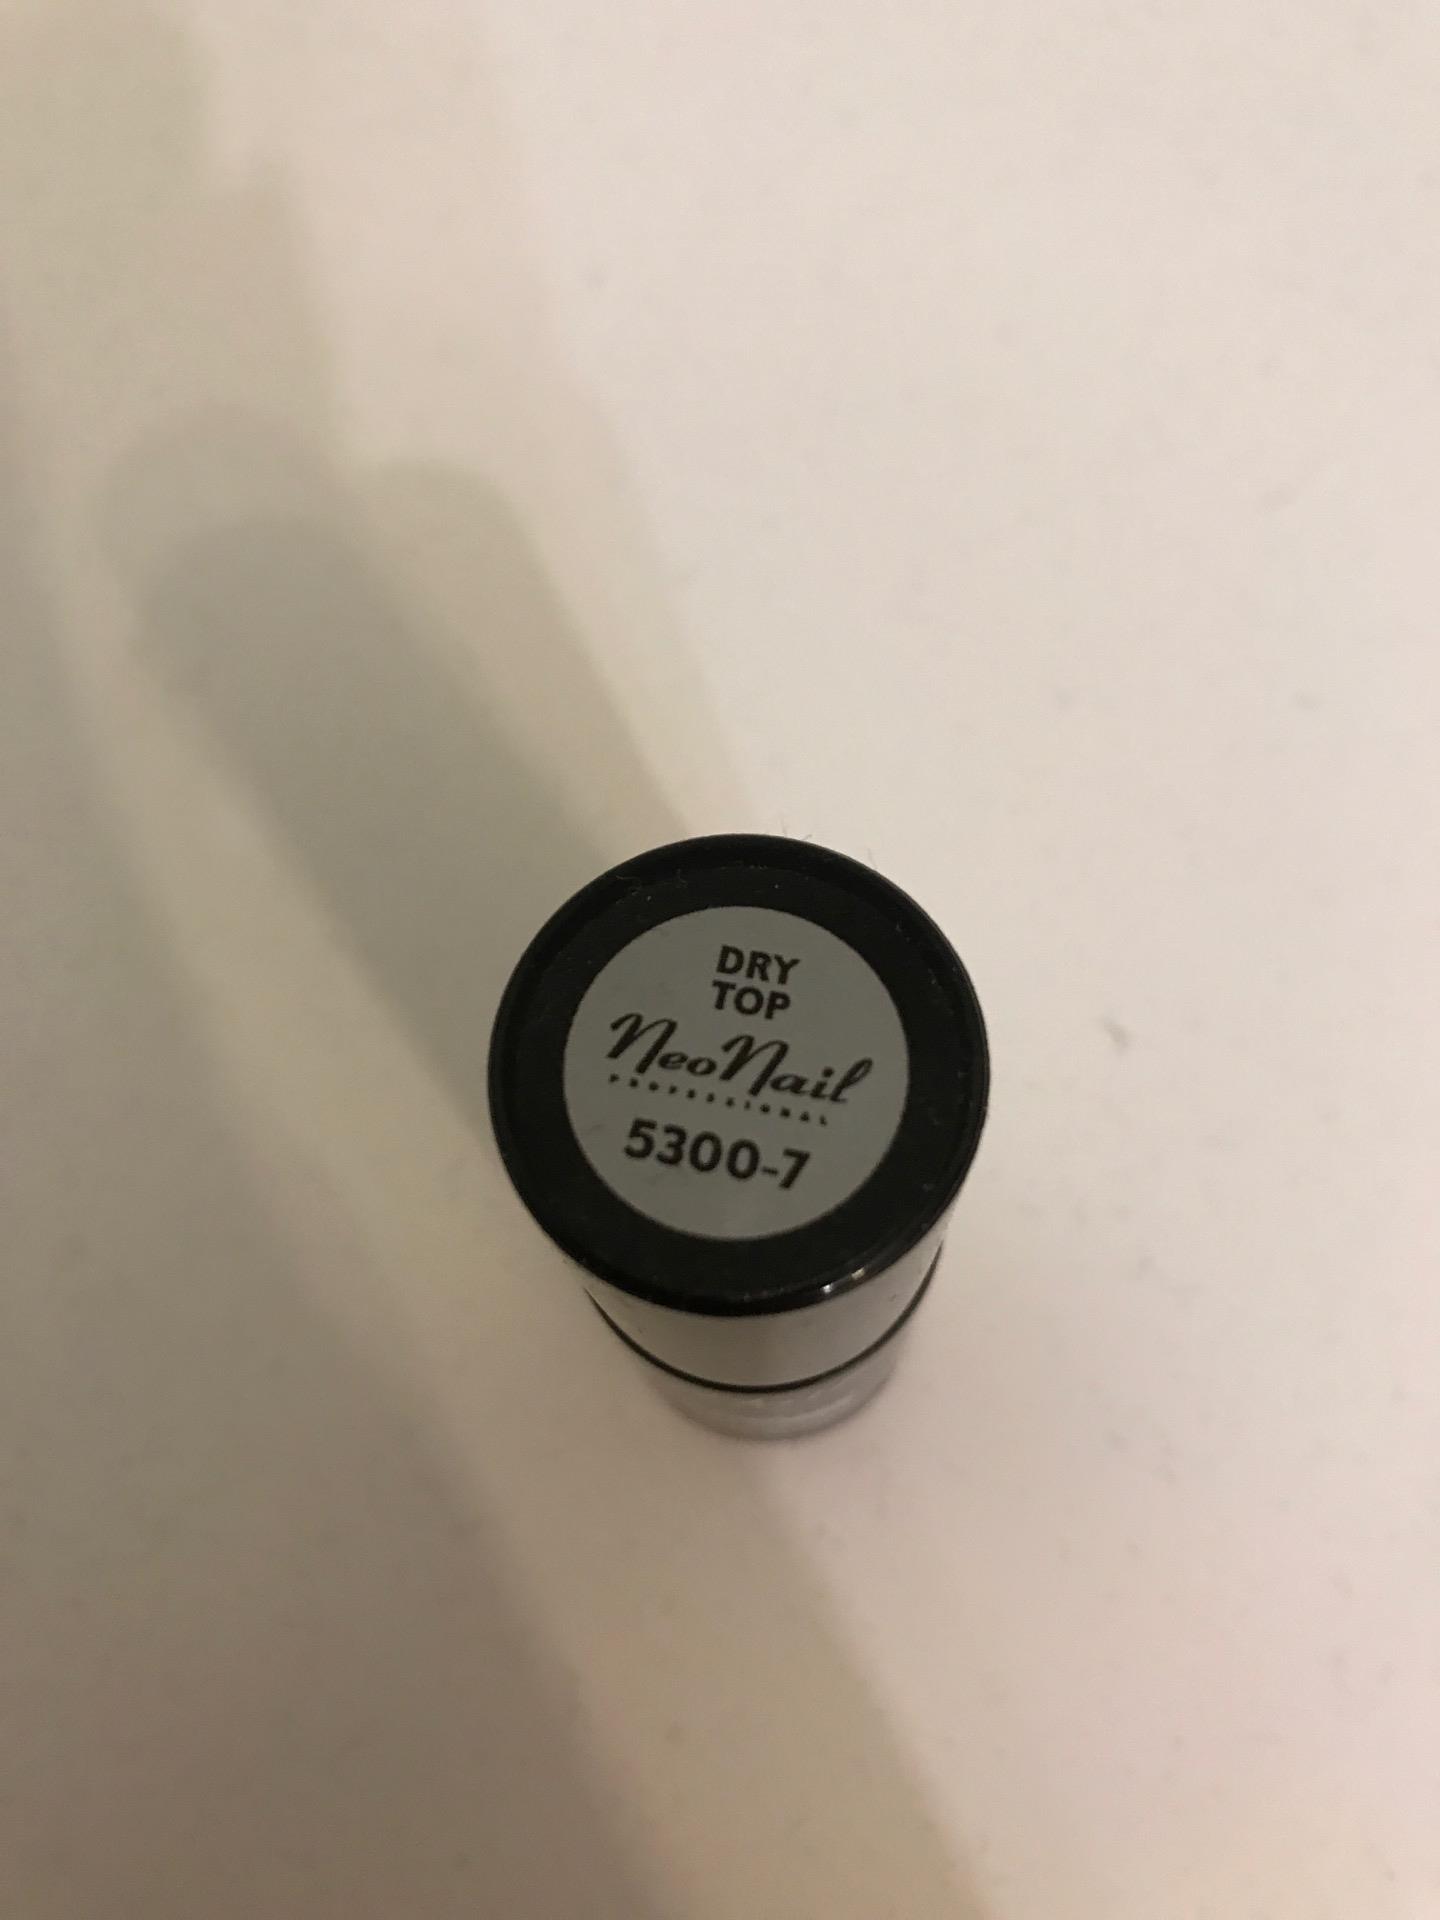 DRY
TOP
NeoNail
PROFESSIONAL
5300-7